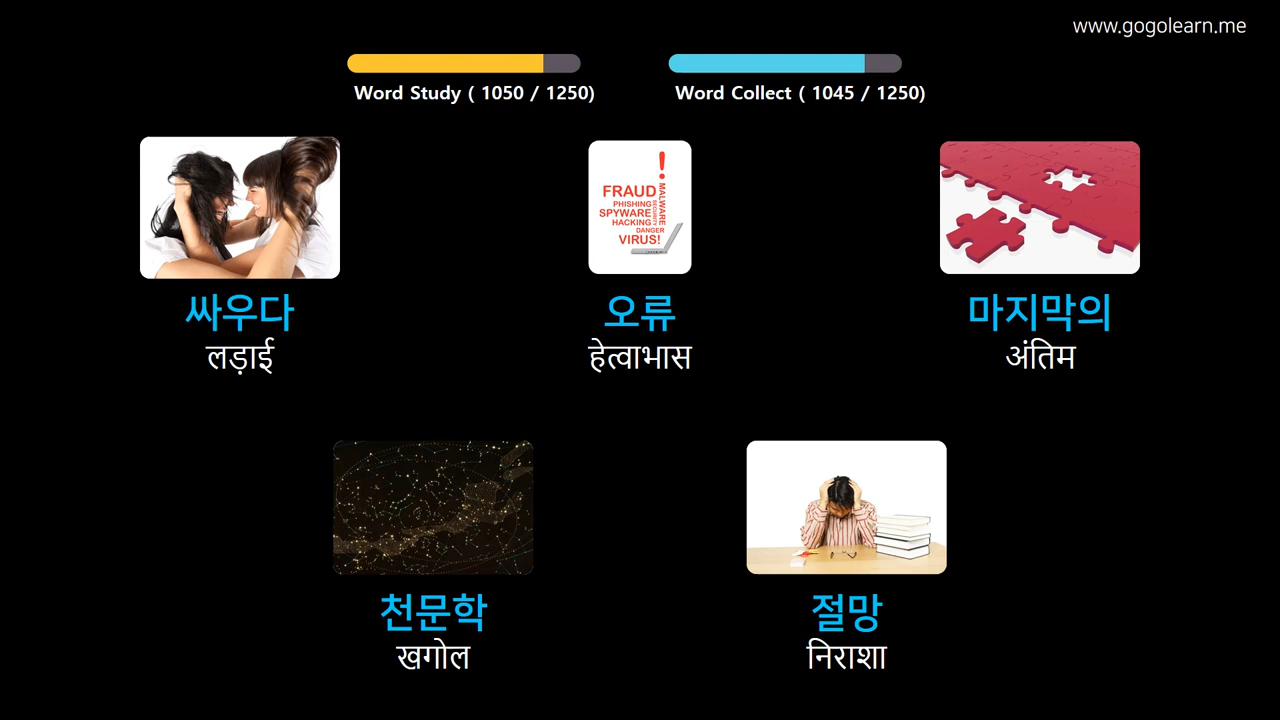 www.gogolearn.me
Word Study ( 1050 / 1250)
Word Collect ( 1045 / 1250)
!
FRAUD
PHISHING
SPYWARE
HACKING
DANGER
VIRUS!
MALWARE
SECURITY
싸우다
लड़ाई
오류
हेत्वाभास
마지막의
अंतिम
천문학
खगोल
절망
निराशा